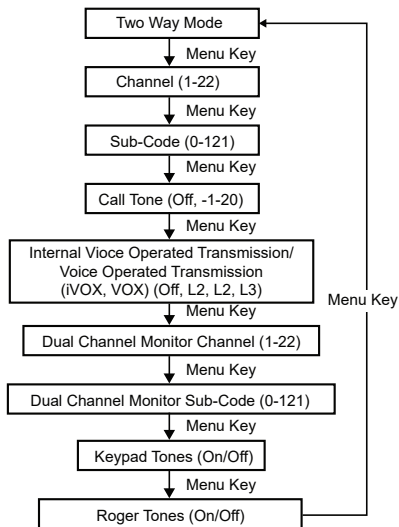 Two Way Mode
Menu Key
Channel (1-22)
Menu Key
Sub-Code (0-121)
Menu Key
Call Tone (Off, -1-20)
Menu Key
Internal Vioce Operated Transmission/
Voice Operated Transmission
(iVOX, VOX) (Off, L2, L2, L3)
Menu Key
Menu Key
Dual Channel Monitor Channel (1-22)
Menu Key
Dual Channel Monitor Sub-Code (0-121)
Menu Key
Keypad Tones (On/Off)
Menu Key
Roger Tones (On/Off)